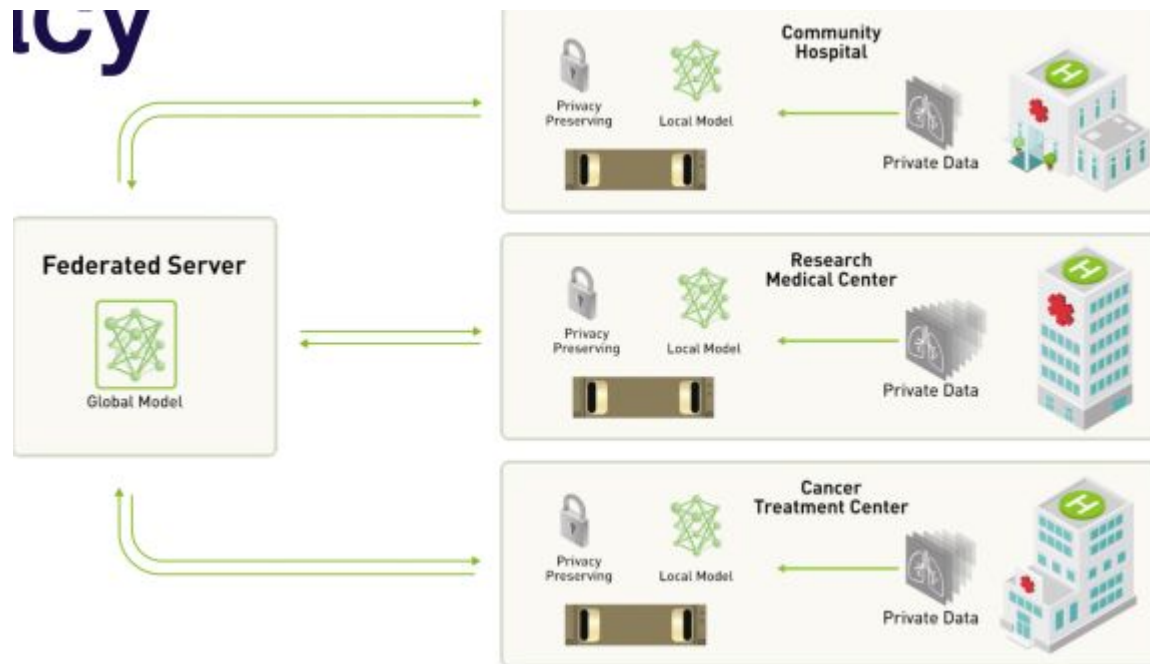 Community
Hospital
Privacy
Preserving
Local Model
Private Data
Federated Server
Global Model
Research
Medical Center
Privacy
Preserving
Local Model
Private Data
Cancer
Treatment Center
Privacy
Preserving
Local Model
Private Data